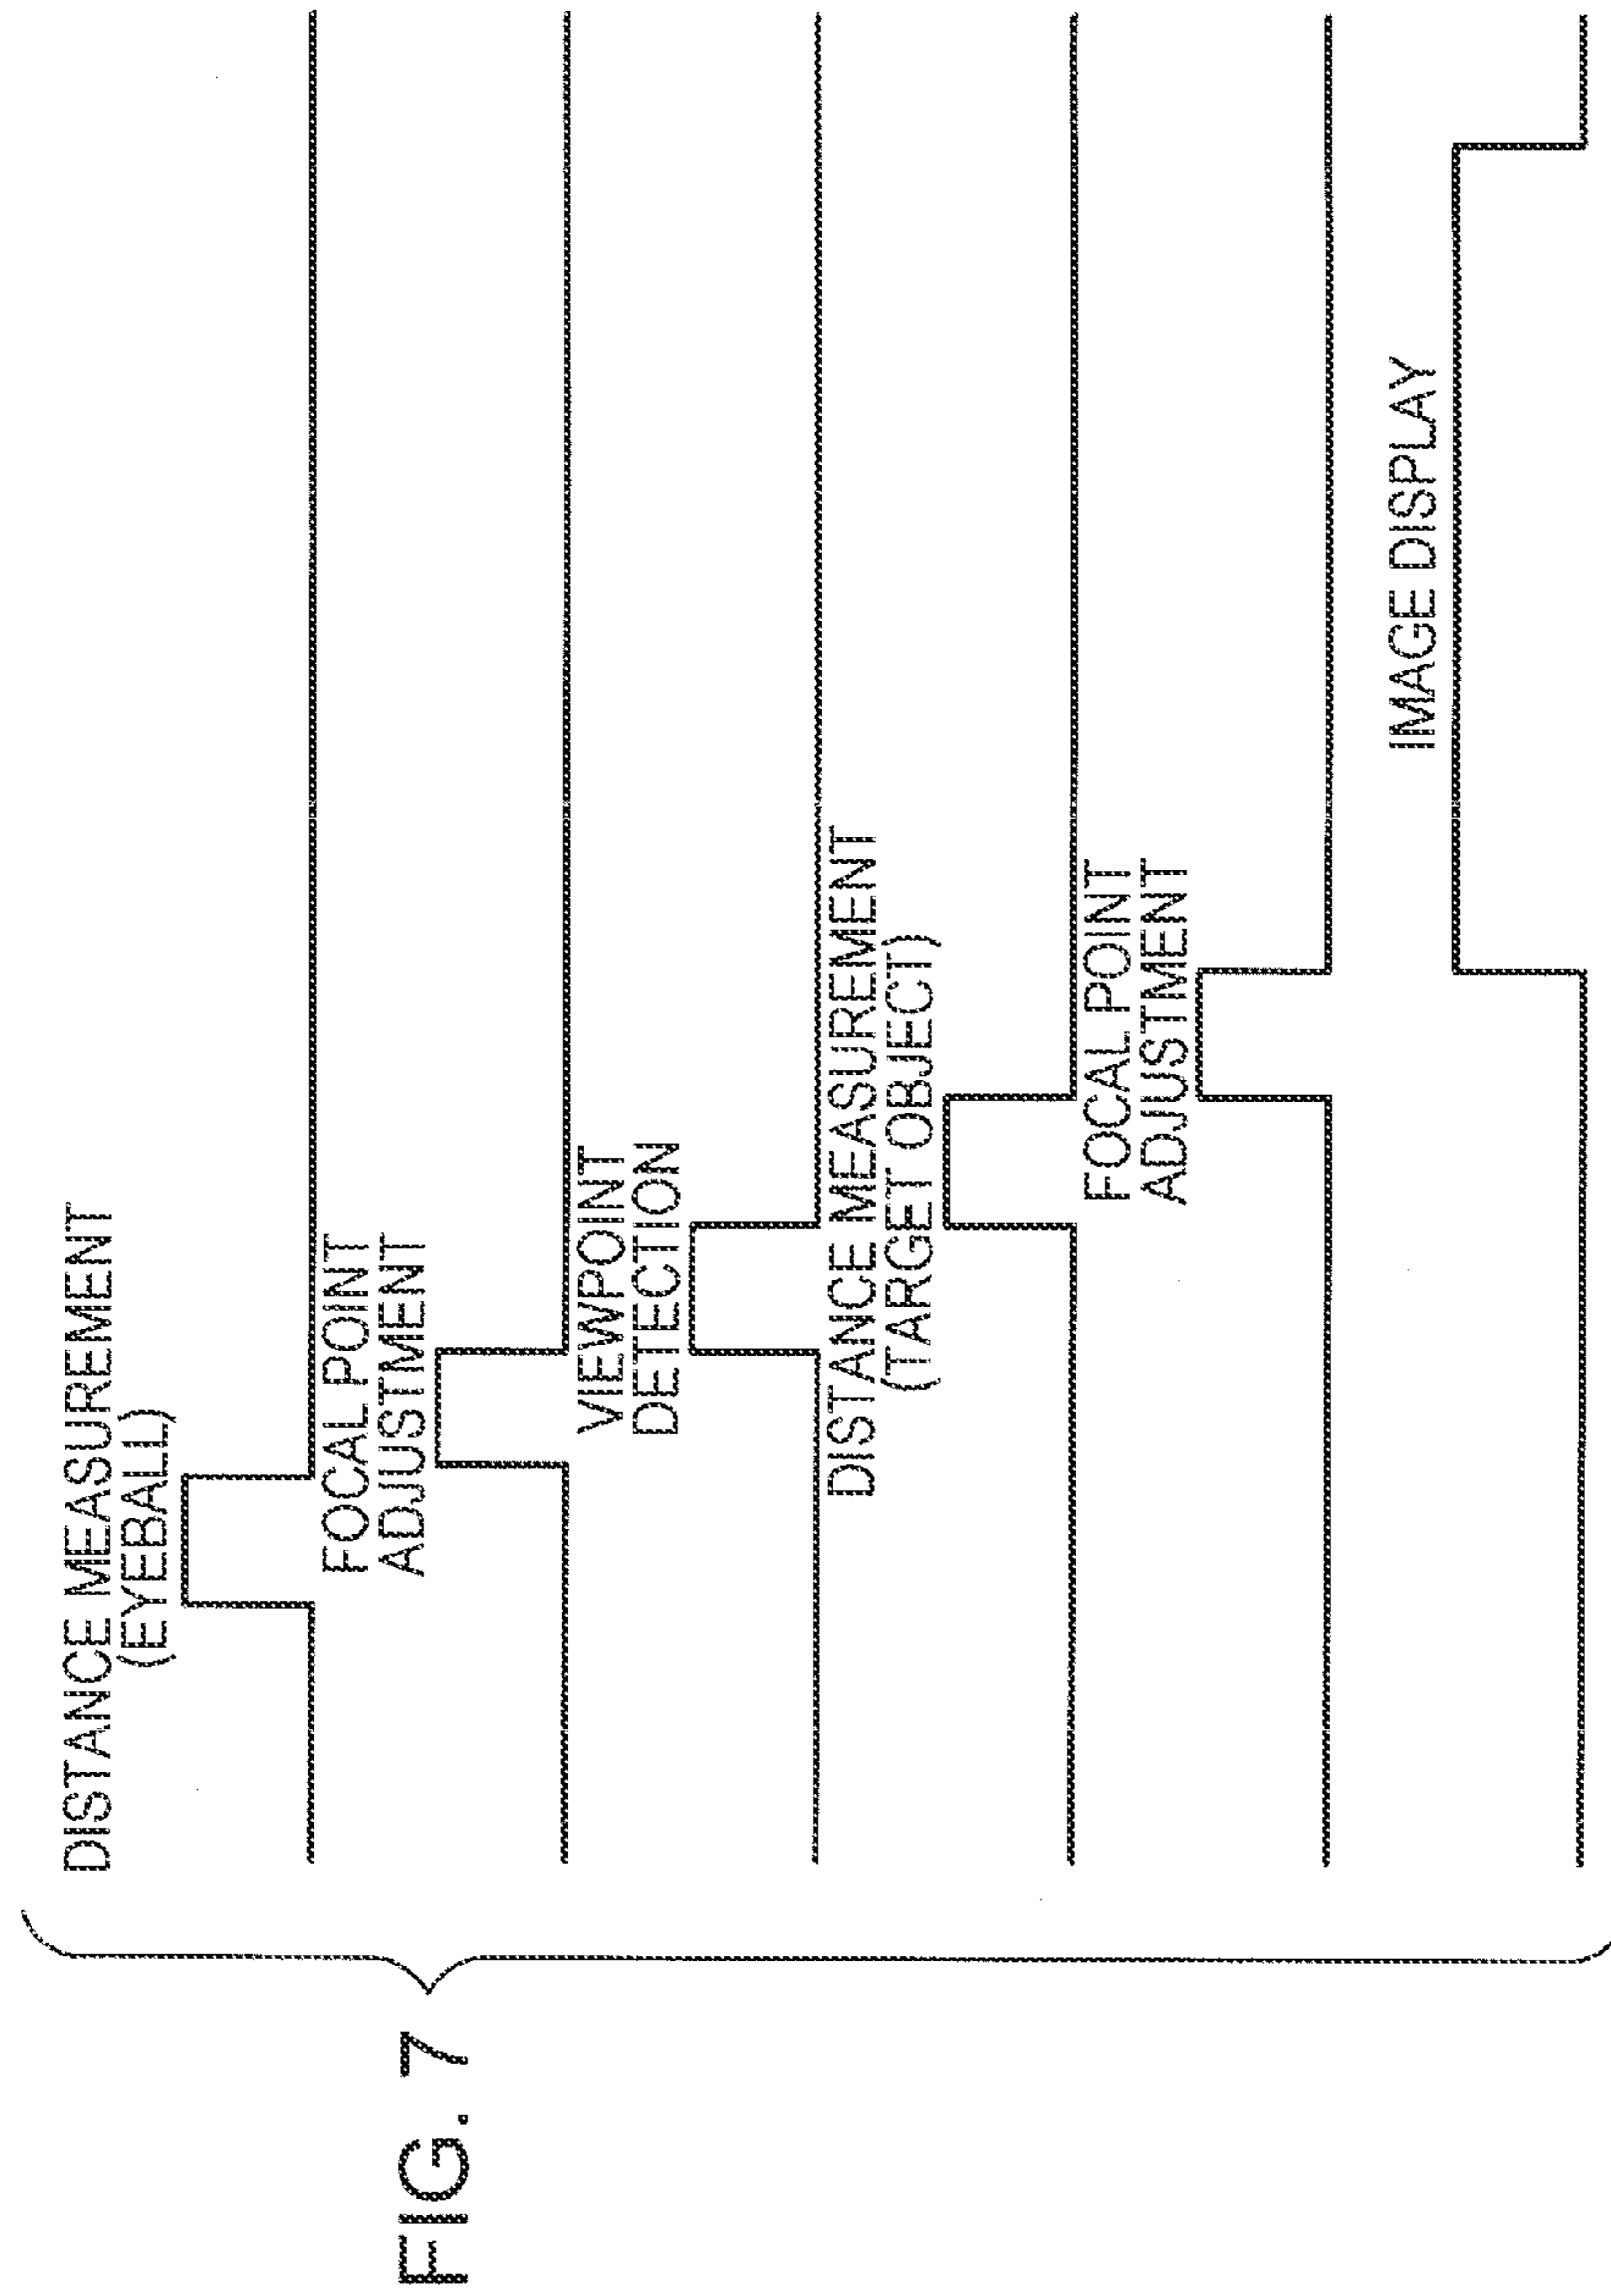 FIG. 7
DISTANCE MEASUREMENT
(EYEBALL)
FOCAL POINT
ADJUSTMENT
VIEWPOINT
DETECTION
DISTANCE MEASUREMENT
(TARGET OBJECT)
FOCAL POINT
ADJUSTMENT
IMAGE DISPLAY